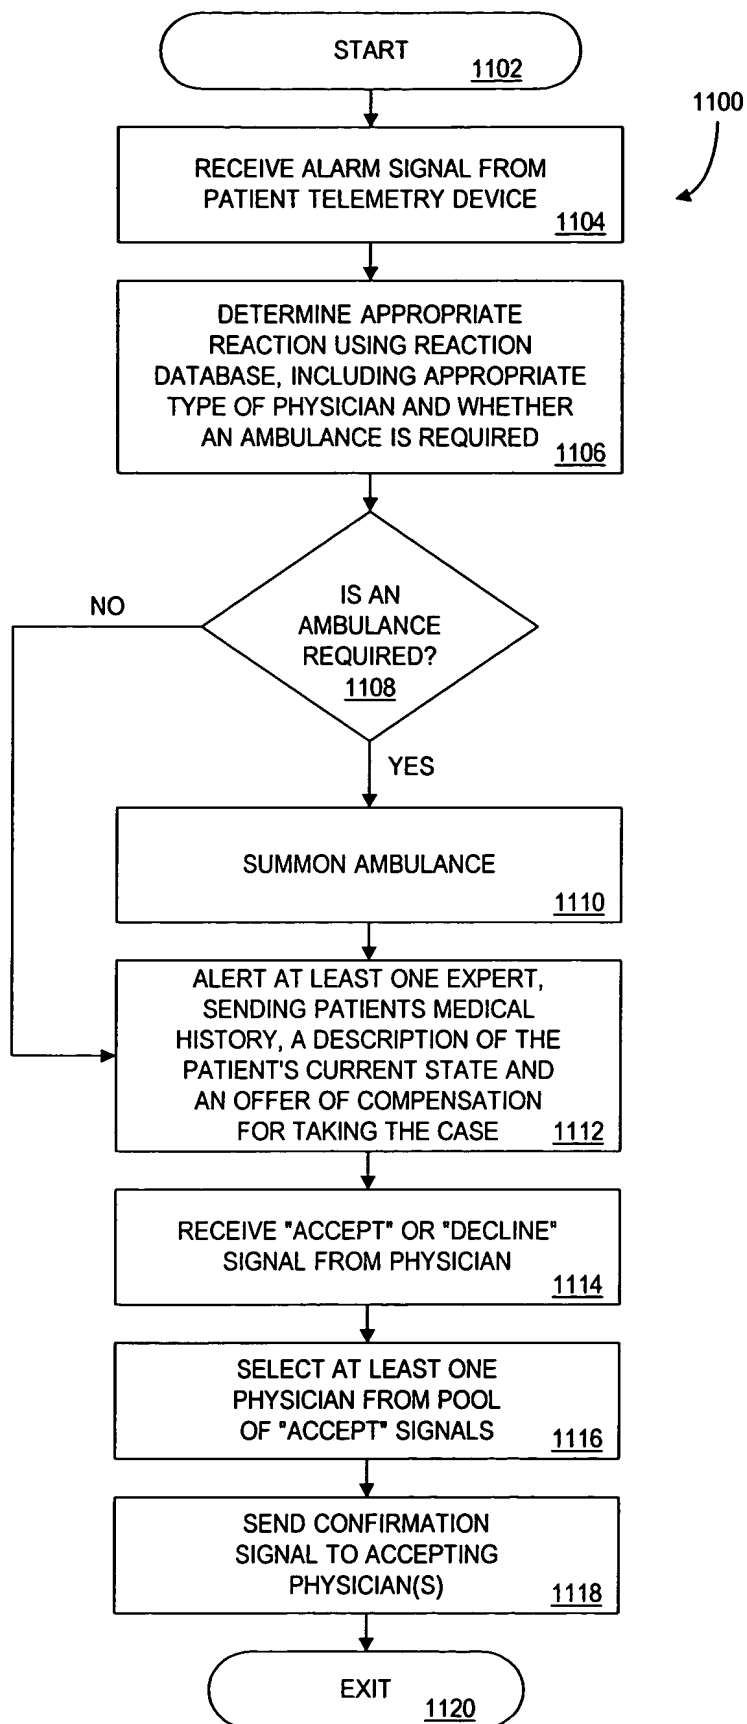 START
1102
1100
RECEIVE ALARM SIGNAL FROM
PATIENT TELEMETRY DEVICE
1104
DETERMINE APPROPRIATE
REACTION USING REACTION
DATABASE, INCLUDING APPROPRIATE
TYPE OF PHYSICIAN AND WHETHER
AN AMBULANCE IS REQUIRED
1106
NO
IS AN
AMBULANCE
REQUIRED?
1108
YES
SUMMON AMBULANCE
1110
ALERT AT LEAST ONE EXPERT,
SENDING PATIENTS MEDICAL
HISTORY, A DESCRIPTION OF THE
PATIENT'S CURRENT STATE AND
AN OFFER OF COMPENSATION
FOR TAKING THE CASE
1112
RECEIVE "ACCEPT" OR "DECLINE"
SIGNAL FROM PHYSICIAN
1114
SELECT AT LEAST ONE
PHYSICIAN FROM POOL
OF "ACCEPT" SIGNALS
1116
SEND CONFIRMATION
SIGNAL TO ACCEPTING
PHYSICIAN(S)
1118
EXIT
1120